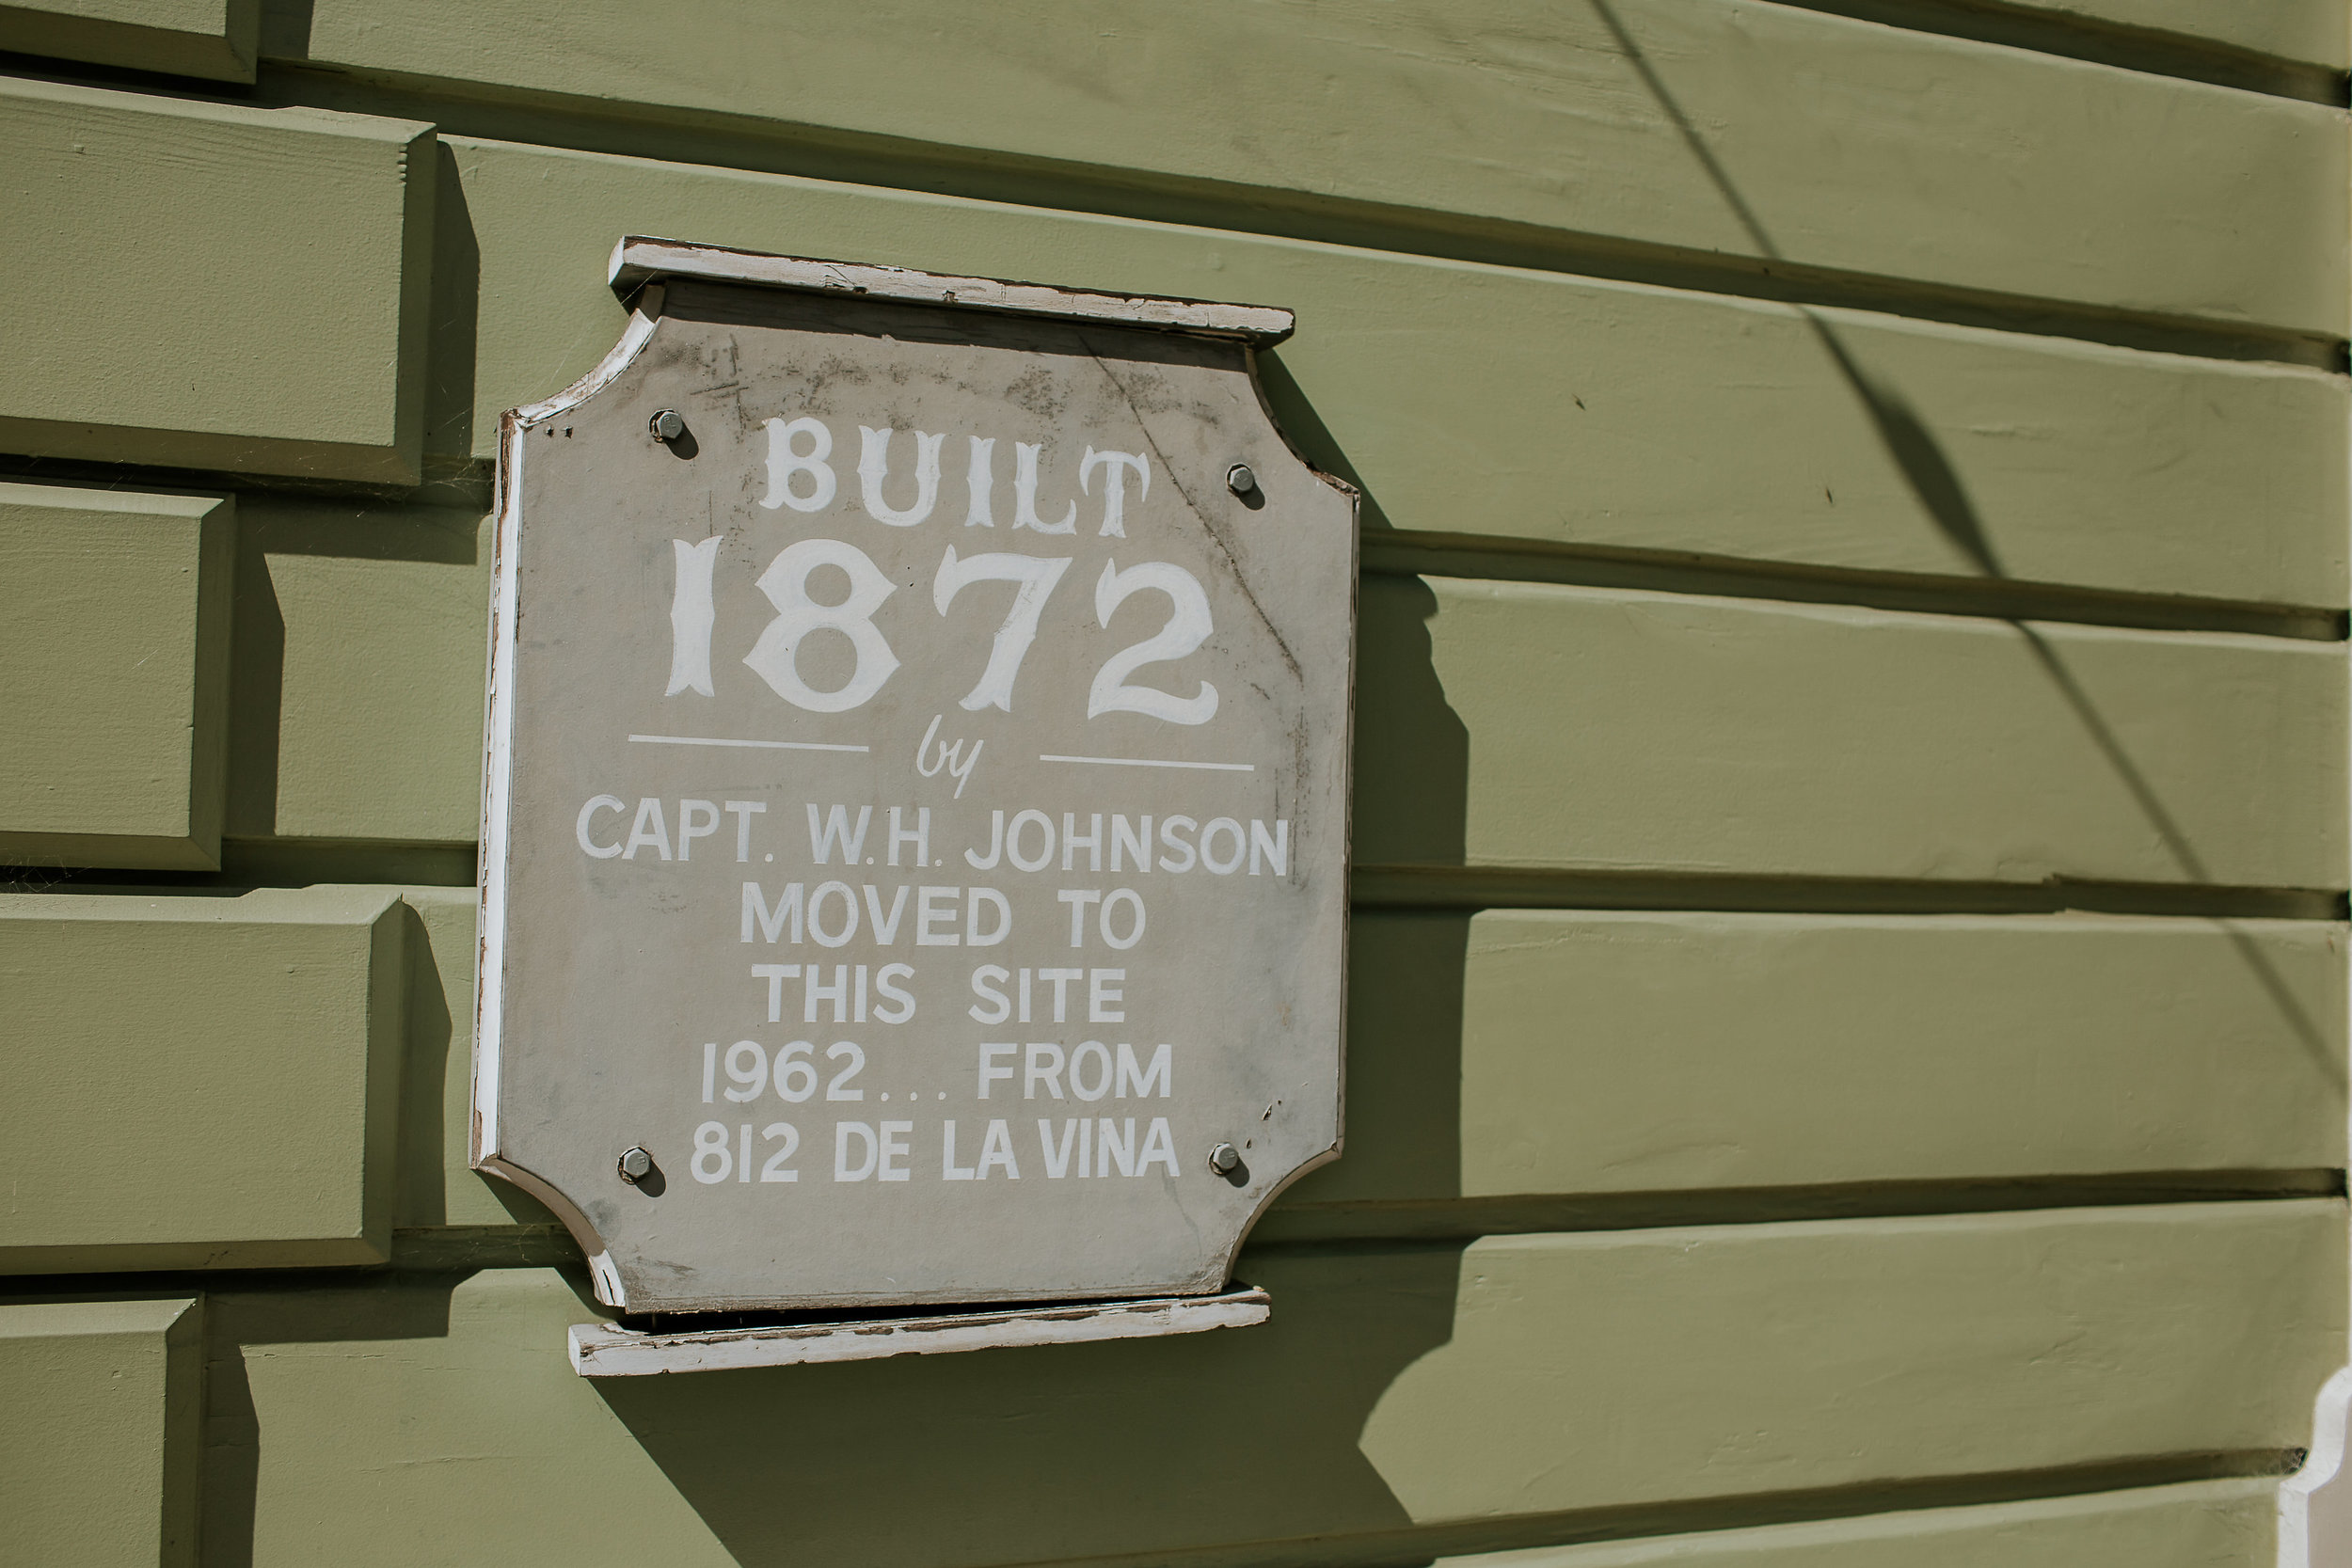 BUILT
1872
by
CAPT. W.H. JOHNSON
MOVED TO
THIS SITE
1962... FROM
812 DE LA VINA